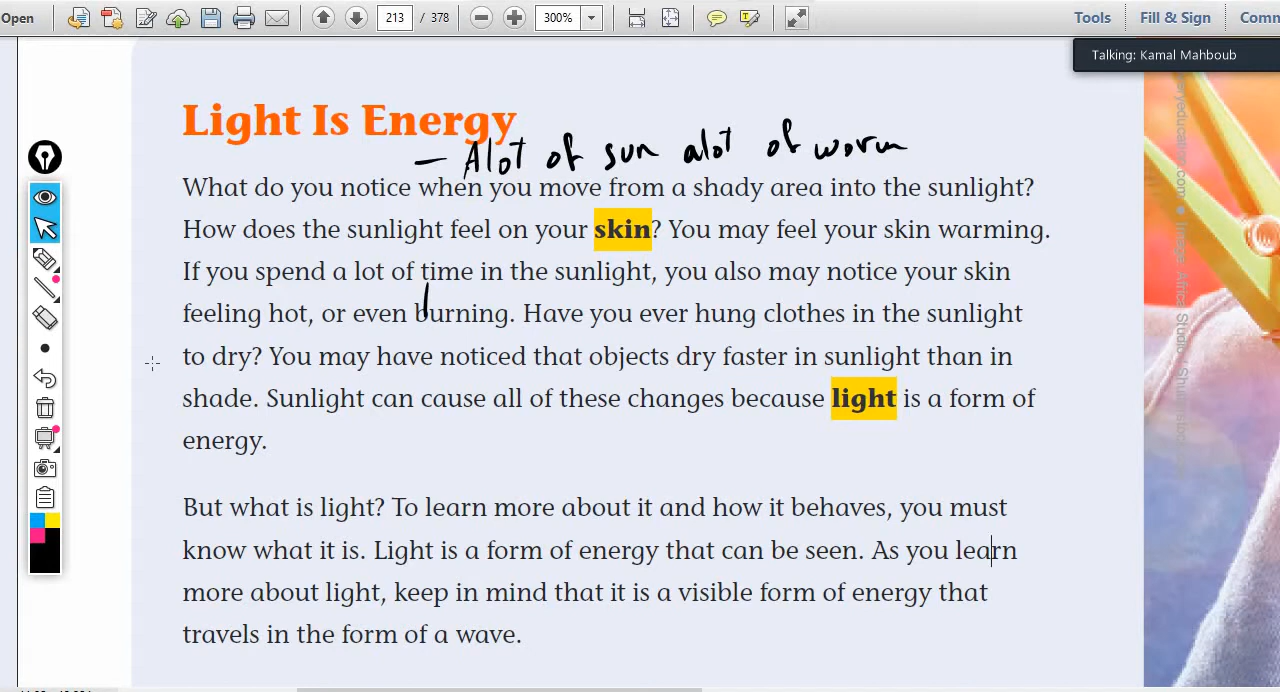 Open
213 / 378
300%
Tools
Fill & Sign
Comm
Talking: Kamal Mahboub
Light Is Energy
— Alot of sun alot of worm
What do you notice when you move from a shady area into the sunlight?
How does the sunlight feel on your skin? You may feel your skin warming.
If you spend a lot of time in the sunlight, you also may notice your skin
feeling hot, or even burning. Have you ever hung clothes in the sunlight
to dry? You may have noticed that objects dry faster in sunlight than in
shade. Sunlight can cause all of these changes because light is a form of
energy.
But what is light? To learn more about it and how it behaves, you must
know what it is. Light is a form of energy that can be seen. As you learn
more about light, keep in mind that it is a visible form of energy that
travels in the form of a wave.
aryeducator.com ● Image: Africa Studio / Shutterstock